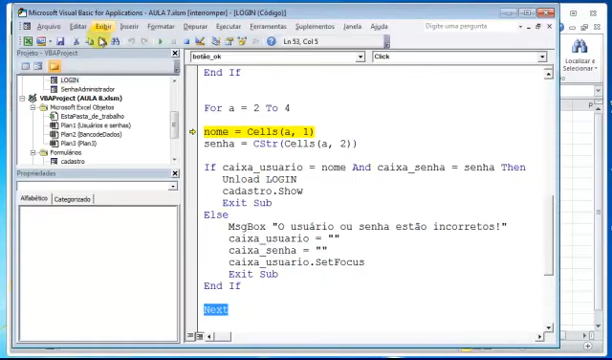 Microsoft Visual Basic for Applications - AULA 7.xlsm [interromper] - [LOGIN (Código)]
Arquivo Editar Exibir Inserir Formatar Depurar Executar Ferramentas Suplementos Janela Ajuda
Digite uma pergunta
Ln 53, Col 5
Projeto - VBAProject
LOGIN
SenhaAdministrador
VBAProject (AULA 8.xlsm)
Microsoft Excel Objetos
EstaPasta_de_trabalho
Plan1 (Usuários e senhas)
Plan2 (BancodeDados)
Plan3 (Plan3)
Formulários
cadastro
Propriedades
Alfabético Categorizado
botão_ok
Click
End If
For a = 2 To 4
nome = Cells(a, 1)
senha = CStr(Cells(a, 2))
If caixa_usuario = nome And caixa_senha = senha Then
Unload LOGIN
cadastro.Show
Exit Sub
Else
MsgBox "O usuário ou senha estão incorretos!"
caixa_usuario = ""
caixa_senha = ""
caixa_usuario.SetFocus
Exit Sub
End If
Next
Localizar e
Selecionar